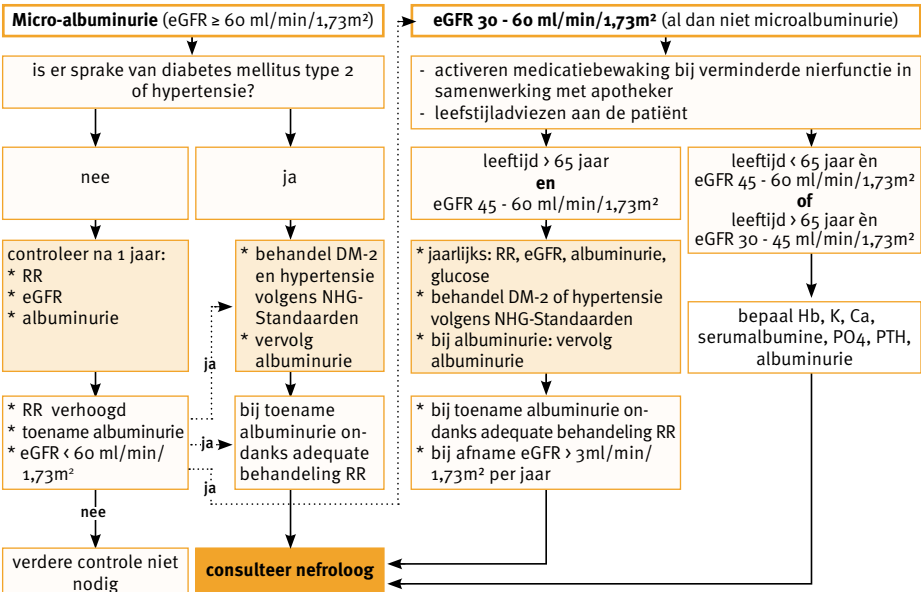 Micro-albuminurie (eGFR ≥ 60 ml/min/1,73m²)
is er sprake van diabetes mellitus type 2
of hypertensie?
nee
ja
controleer na 1 jaar:
* RR
* eGFR
* albuminurie
* behandel DM-2
en hypertensie
volgens NHG-
Standaarden
* vervolg
albuminurie
ja
* RR verhoogd
* toename albuminurie
* eGFR < 60 ml/min/
1,73m²
ja
ja
bij toename
albuminurie on-
danks adequate
behandeling RR
nee
verdere controle niet
nodig
consulteer nefroloog
eGFR 30 - 60 ml/min/1,73m² (al dan niet microalbuminurie)
- activeren medicatiebewaking bij verminderde nierfunctie in
samenwerking met apotheker
- leefstijladviezen aan de patiënt
leeftijd > 65 jaar
en
eGFR 45 - 60 ml/min/1,73m²
leeftijd < 65 jaar èn
eGFR 45 - 60 ml/min/1,73m²
of
leeftijd > 65 jaar èn
eGFR 30 - 45 ml/min/1,73m²
* jaarlijks: RR, eGFR, albuminurie,
glucose
* behandel DM-2 of hypertensie
volgens NHG-Standaarden
* bij albuminurie: vervolg
albuminurie
bepaal Hb, K, Ca,
serumalbumine, PO4, PTH,
albuminurie
* bij toename albuminurie on-
danks adequate behandeling RR
* bij afname eGFR > 3ml/min/
1,73m² per jaar